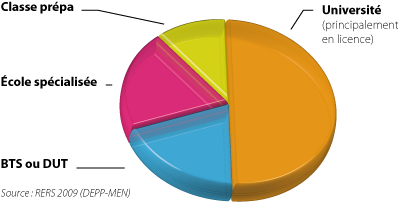 Classe prépa
Université
(principalement
en licence)
École spécialisée
BTS ou DUT
Source : RERS 2009 (DEPP-MEN)